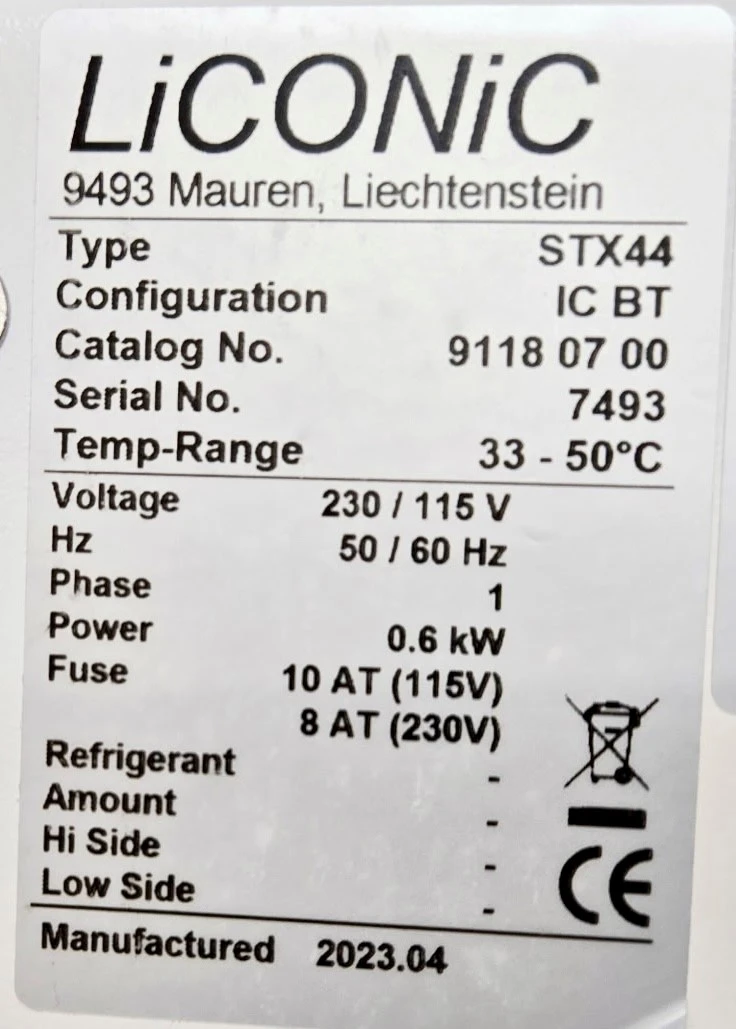 LiCONiC
9493 Mauren, Liechtenstein
Type STX44
Configuration IC BT
Catalog No. 9118 07 00
Serial No. 7493
Temp-Range 33 - 50°C
Voltage 230 / 115 V
Hz 50 / 60 Hz
Phase 1
Power 0.6 kW
Fuse 10 AT (115V)
8 AT (230V)
Refrigerant -
Amount -
Hi Side -
Low Side -
CE
Manufactured 2023.04